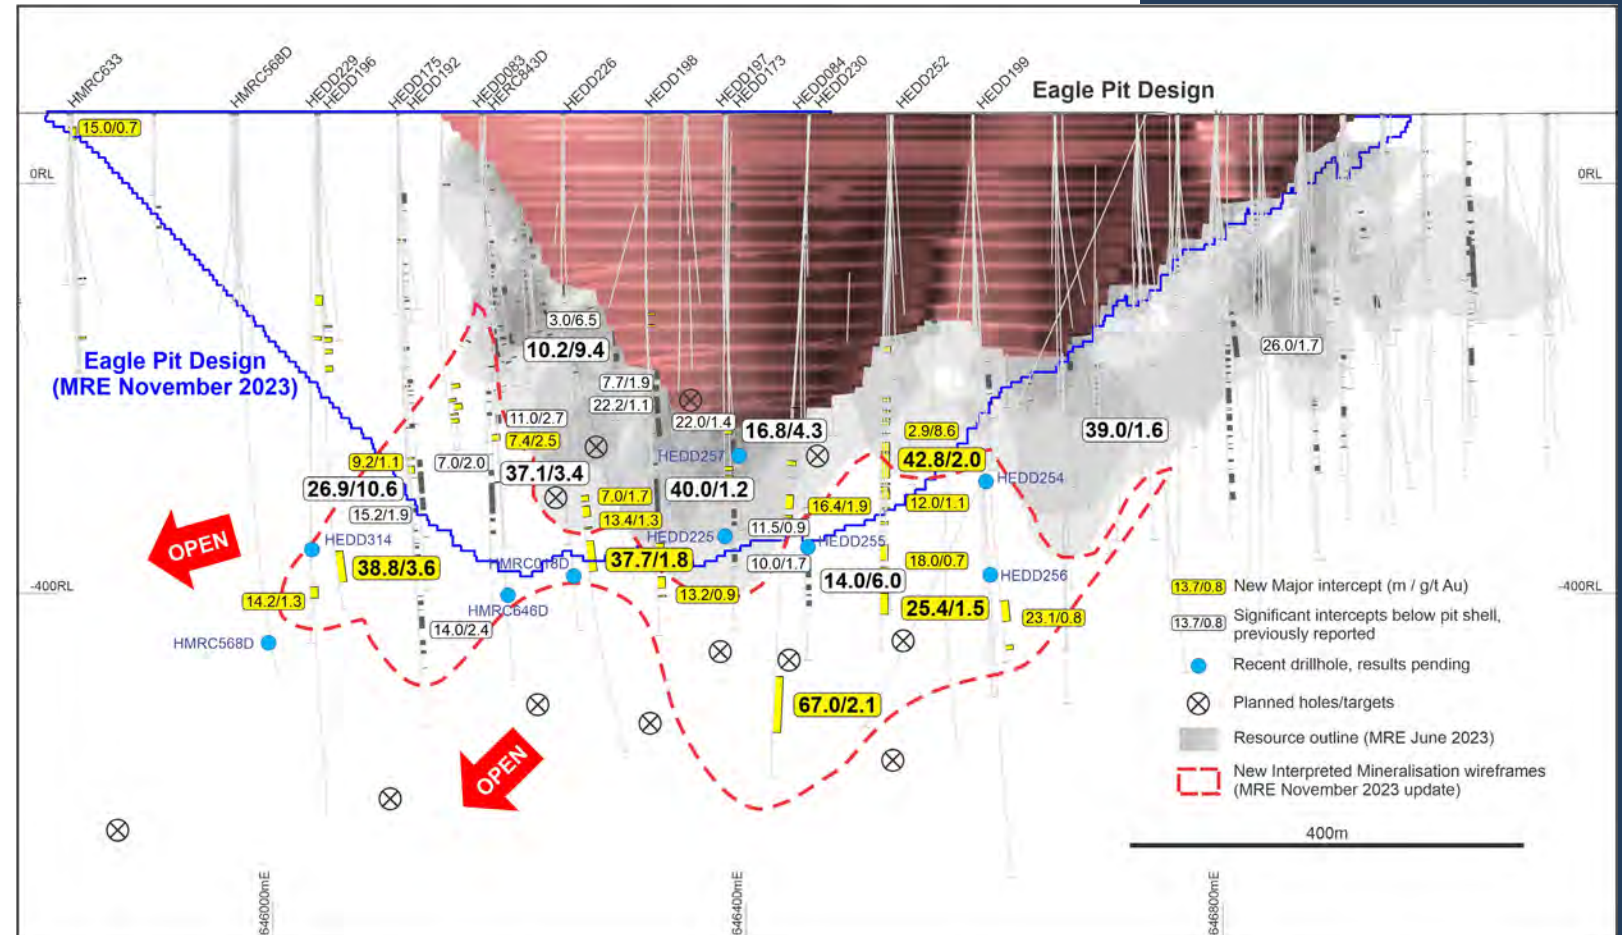 HMRC633
HMRC568D
HEDD229
HEDD196
HEDD175
HEDD192
HEDD083
HERC843D
HEDD226
HEDD198
HEDD197
HEDD173
HEDD084
HEDD230
HEDD252
HEDD199
Eagle Pit Design
15.0/0.7
0RL
0RL
3.0/6.5
10.2/9.4
26.0/1.7
Eagle Pit Design
(MRE November 2023)
7.7/1.9
22.2/1.1
11.0/2.7
22.0/1.4
16.8/4.3
39.0/1.6
2.9/8.6
7.4/2.5
HEDD257
42.8/2.0
9.2/1.1
7.0/2.0
37.1/3.4
HEDD254
26.9/10.6
40.0/1.2
7.0/1.7
16.4/1.9
12.0/1.1
15.2/1.9
13.4/1.3
11.5/0.9
OPEN
HEDD314
HEDD225
HEDD255
38.8/3.6
HMRC018D
37.7/1.8
10.0/1.7
18.0/0.7
14.0/6.0
HEDD256
-400RL
-400RL
14.2/1.3
HMRC646D
13.2/0.9
25.4/1.5
23.1/0.8
14.0/2.4
HMRC568D
67.0/2.1
OPEN
13.7/0.8 New Major intercept (m / g/t Au)
13.7/0.8 Significant intercepts below pit shell,
previously reported
Recent drillhole, results pending
Planned holes/targets
Resource outline (MRE June 2023)
New Interpreted Mineralisation wireframes
(MRE November 2023 update)
400m
646000mE
646400mE
646800mE